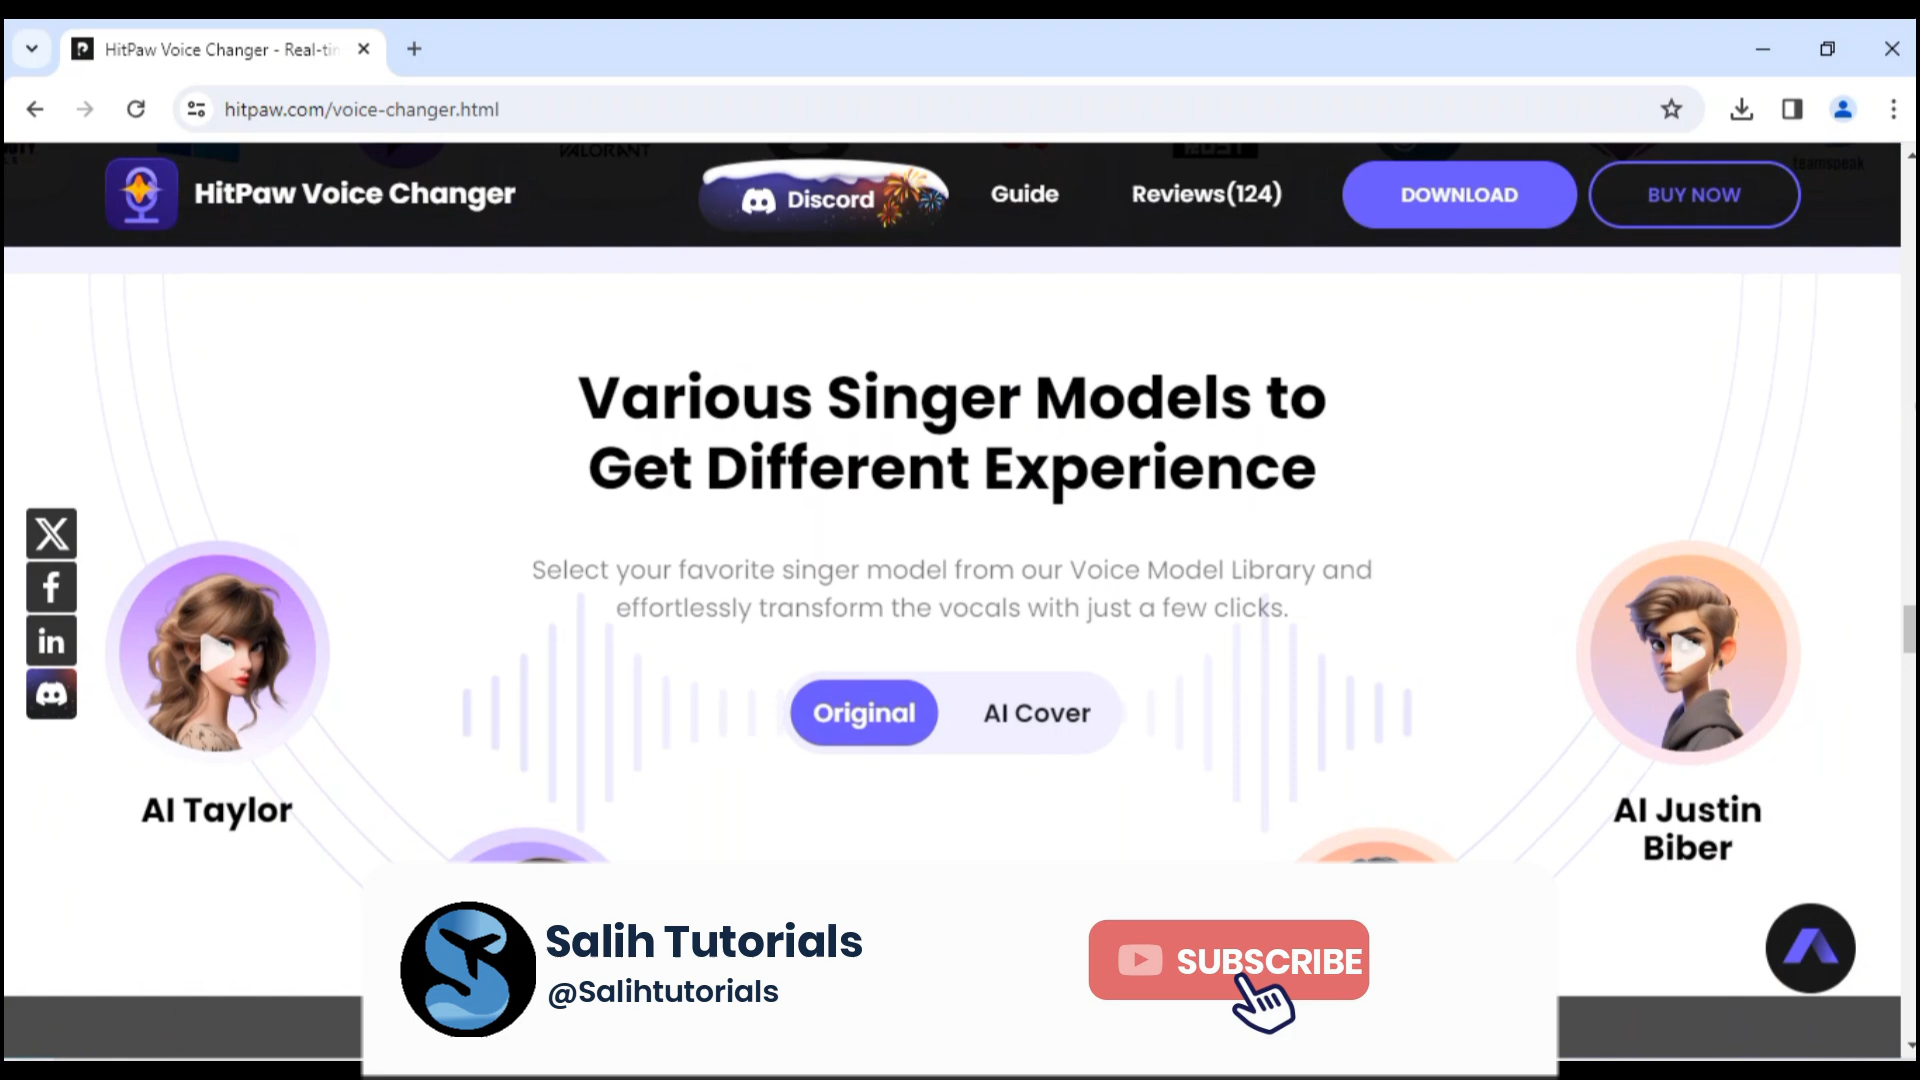 HitPaw Voice Changer - Real-tin
hitpaw.com/voice-changer.html
VALORANT
teamspeak
HitPaw Voice Changer
Discord
Guide
Reviews(124)
DOWNLOAD
BUY NOW
Various Singer Models to
Get Different Experience
Select your favorite singer model from our Voice Model Library and
effortlessly transform the vocals with just a few clicks.
Original
AI Cover
AI Taylor
AI Justin
Biber
Salih Tutorials
@Salihtutorials
SUBSCRIBE